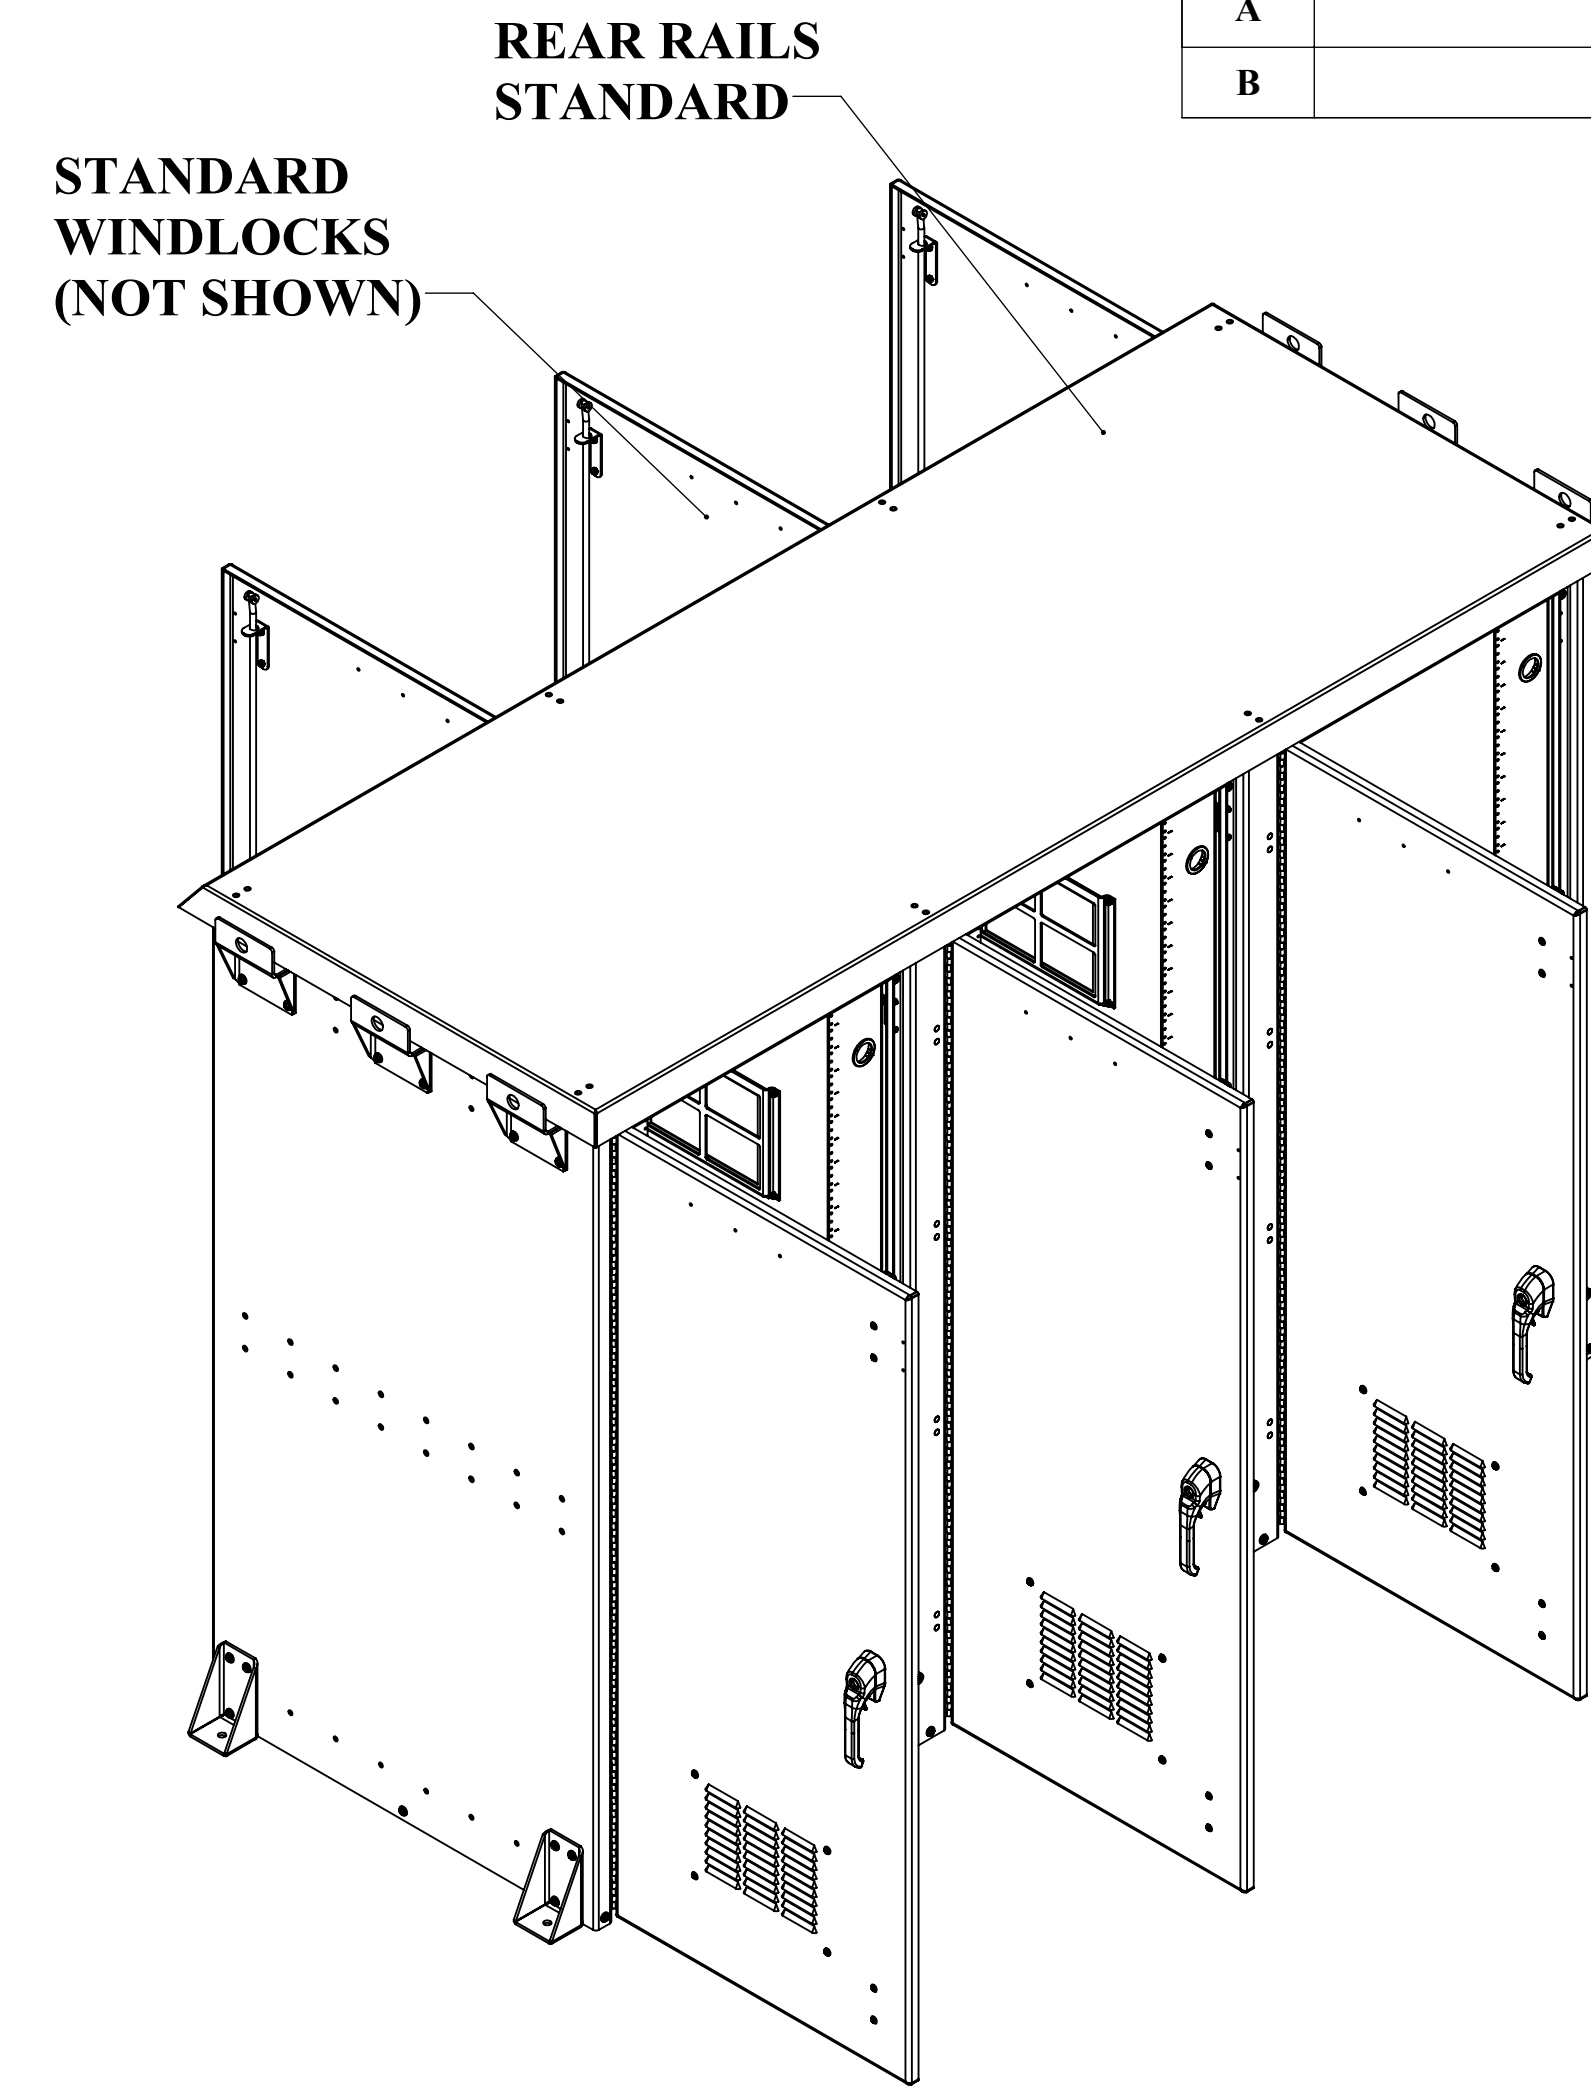 A
B
REAR RAILS
STANDARD
STANDARD
WINDLOCKS
(NOT SHOWN)